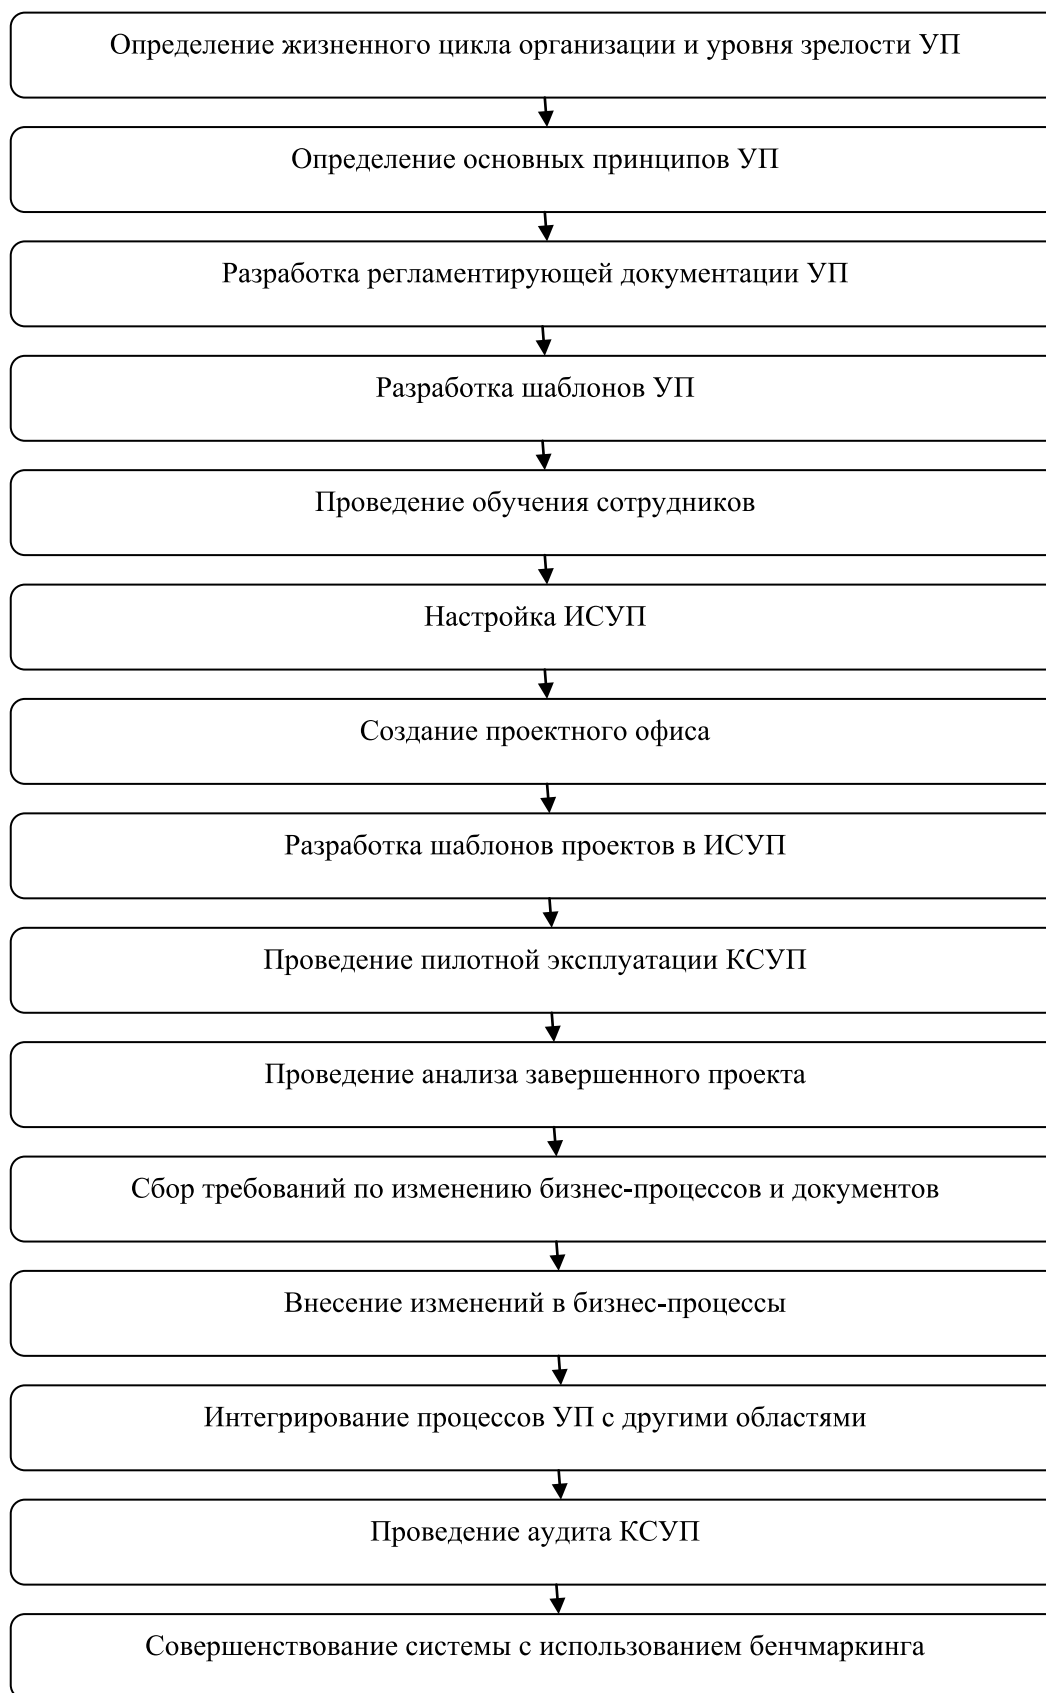 Определение жизненного цикла организации и уровня зрелости УП
Определение основных принципов УП
Разработка регламентирующей документации УП
Разработка шаблонов УП
Проведение обучения сотрудников
Настройка ИСУП
Создание проектного офиса
Разработка шаблонов проектов в ИСУП
Проведение пилотной эксплуатации КСУП
Проведение анализа завершенного проекта
Сбор требований по изменению бизнес-процессов и документов
Внесение изменений в бизнес-процессы
Интегрирование процессов УП с другими областями
Проведение аудита КСУП
Совершенствование системы с использованием бенчмаркинга